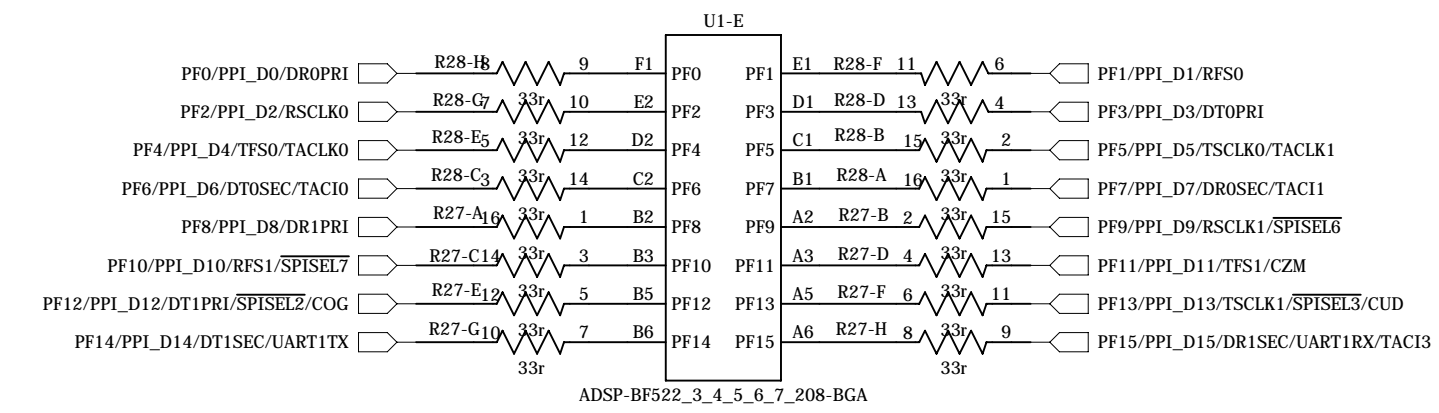 U1-E
PF0/PPI_D0/DR0PRI R28-H 8 9 F1 PF0 PF1 E1 R28-F 11 6 PF1/PPI_D1/RFS0
33r 33r
PF2/PPI_D2/RSCLK0 R28-G 7 10 E2 PF2 PF3 D1 R28-D 13 4 PF3/PPI_D3/DT0PRI
33r 33r
PF4/PPI_D4/TFS0/TACLK0 R28-E 5 12 D2 PF4 PF5 C1 R28-B 15 2 PF5/PPI_D5/TSCLK0/TACLK1
33r 33r
PF6/PPI_D6/DT0SEC/TACI0 R28-C 3 14 C2 PF6 PF7 B1 R28-A 16 1 PF7/PPI_D7/DR0SEC/TACI1
33r 33r
PF8/PPI_D8/DR1PRI R27-A 16 1 B2 PF8 PF9 A2 R27-B 2 15 PF9/PPI_D9/RSCLK1/SPISEL6
33r 33r
PF10/PPI_D10/RFS1/SPISEL7 R27-C 14 3 B3 PF10 PF11 A3 R27-D 4 13 PF11/PPI_D11/TFS1/CZM
33r 33r
PF12/PPI_D12/DT1PRI/SPISEL2/COG R27-E 12 5 B5 PF12 PF13 A5 R27-F 6 11 PF13/PPI_D13/TSCLK1/SPISEL3/CUD
33r 33r
PF14/PPI_D14/DT1SEC/UART1TX R27-G 10 7 B6 PF14 PF15 A6 R27-H 8 9 PF15/PPI_D15/DR1SEC/UART1RX/TACI3
33r 33r
ADSP-BF522_3_4_5_6_7_208-BGA